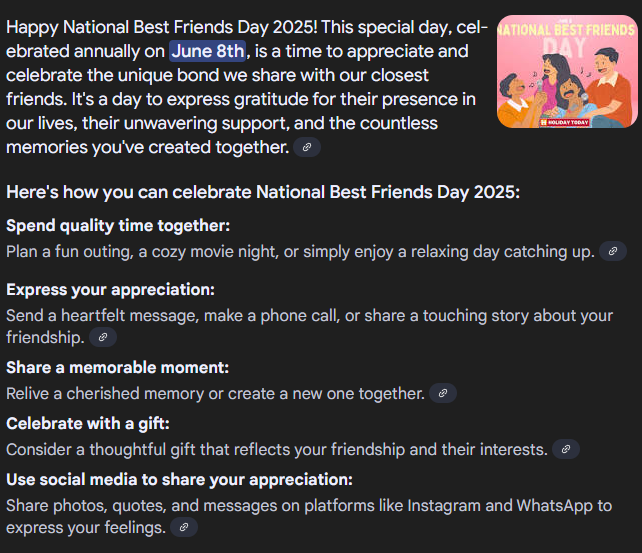 Happy National Best Friends Day 2025! This special day, cel-
ebrated annually on June 8th, is a time to appreciate and
celebrate the unique bond we share with our closest
friends. It's a day to express gratitude for their presence in
our lives, their unwavering support, and the countless
memories you've created together.
NATIONAL BEST FRIENDS
DAY
HOLIDAY TODAY
Here's how you can celebrate National Best Friends Day 2025:
Spend quality time together:
Plan a fun outing, a cozy movie night, or simply enjoy a relaxing day catching up.
Express your appreciation:
Send a heartfelt message, make a phone call, or share a touching story about your
friendship.
Share a memorable moment:
Relive a cherished memory or create a new one together.
Celebrate with a gift:
Consider a thoughtful gift that reflects your friendship and their interests.
Use social media to share your appreciation:
Share photos, quotes, and messages on platforms like Instagram and WhatsApp to
express your feelings.